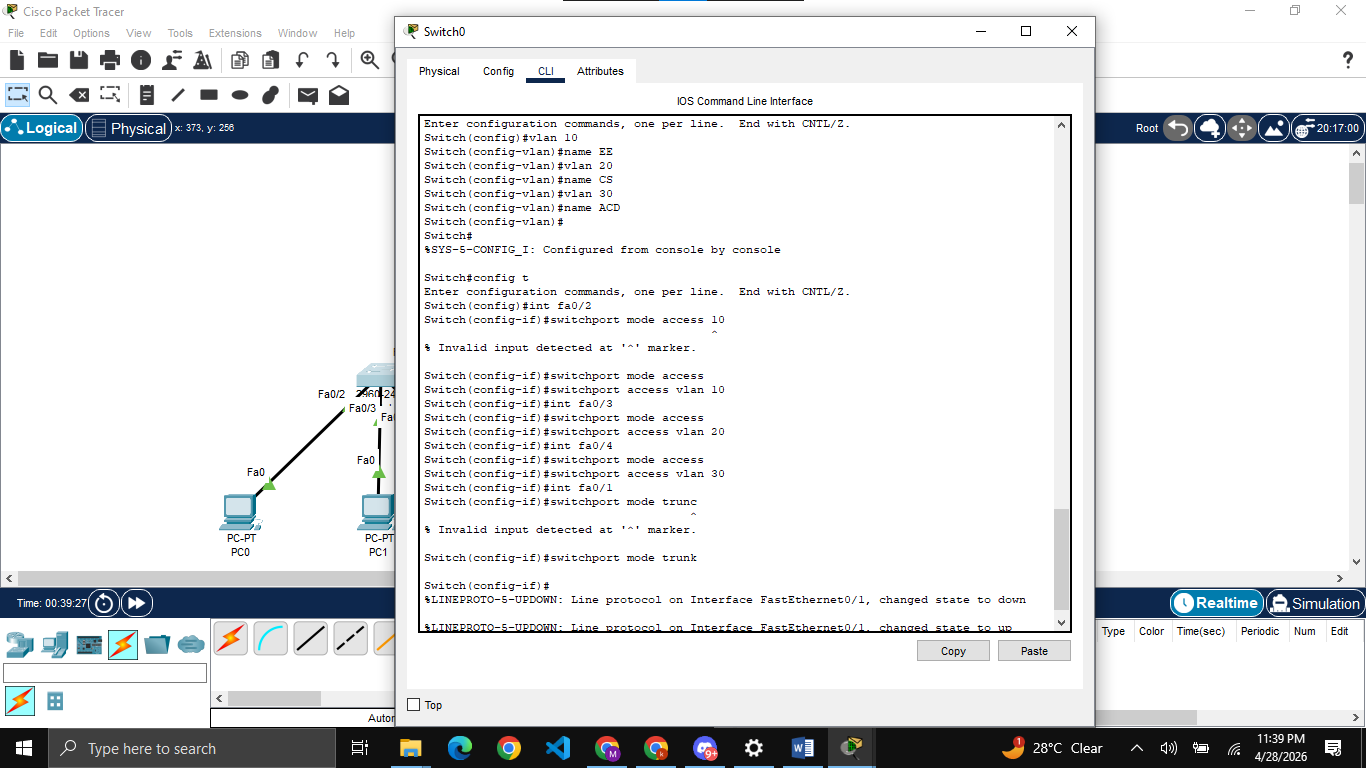 Cisco Packet Tracer
File Edit Options View Tools Extensions Window Help
Logical Physical x: 373, y: 256
Root 20:17:00
Switch0
Physical Config CLI Attributes
IOS Command Line Interface
Enter configuration commands, one per line. End with CNTL/Z.
Switch(config)#vlan 10
Switch(config-vlan)#name EE
Switch(config-vlan)#vlan 20
Switch(config-vlan)#name CS
Switch(config-vlan)#vlan 30
Switch(config-vlan)#name ACD
Switch(config-vlan)#
Switch#
%SYS-5-CONFIG_I: Configured from console by console
Switch#config t
Enter configuration commands, one per line. End with CNTL/Z.
Switch(config)#int fa0/2
Switch(config-if)#switchport mode access 10
^
% Invalid input detected at '^' marker.
Switch(config-if)#switchport mode access
Switch(config-if)#switchport access vlan 10
Switch(config-if)#int fa0/3
Switch(config-if)#switchport mode access
Switch(config-if)#switchport access vlan 20
Switch(config-if)#int fa0/4
Switch(config-if)#switchport mode access
Switch(config-if)#switchport access vlan 30
Switch(config-if)#int fa0/1
Switch(config-if)#switchport mode trunc
^
% Invalid input detected at '^' marker.
Switch(config-if)#switchport mode trunk
Switch(config-if)#
%LINEPROTO-5-UPDOWN: Line protocol on Interface FastEthernet0/1, changed state to down
%LINEPROTO-5-UPDOWN: Line protocol on Interface FastEthernet0/1, changed state to up
Copy Paste
Top
Fa0/2 2960-24
Fa0/3 Fa
Fa0 Fa0
PC-PT PC-PT
PC0 PC1
Time: 00:39:27
Realtime Simulation
Type Color Time(sec) Periodic Num Edit
Autor
Type here to search
28°C Clear
11:39 PM
4/28/2026